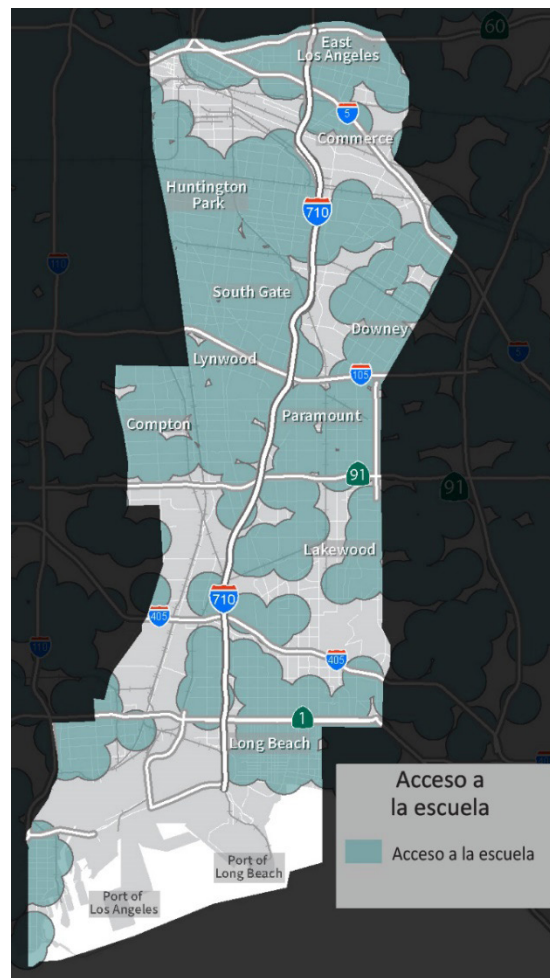 60
East
Los Angeles
5
Commerce
Huntington
Park
710
110
South Gate
Downey
5
Lynwood
105
Compton
Paramount
91
91
Lakewood
710
405
405
110
1
Long Beach
Acceso a
la escuela
Acceso a la escuela
Port of
Long Beach
Port of
Los Angeles